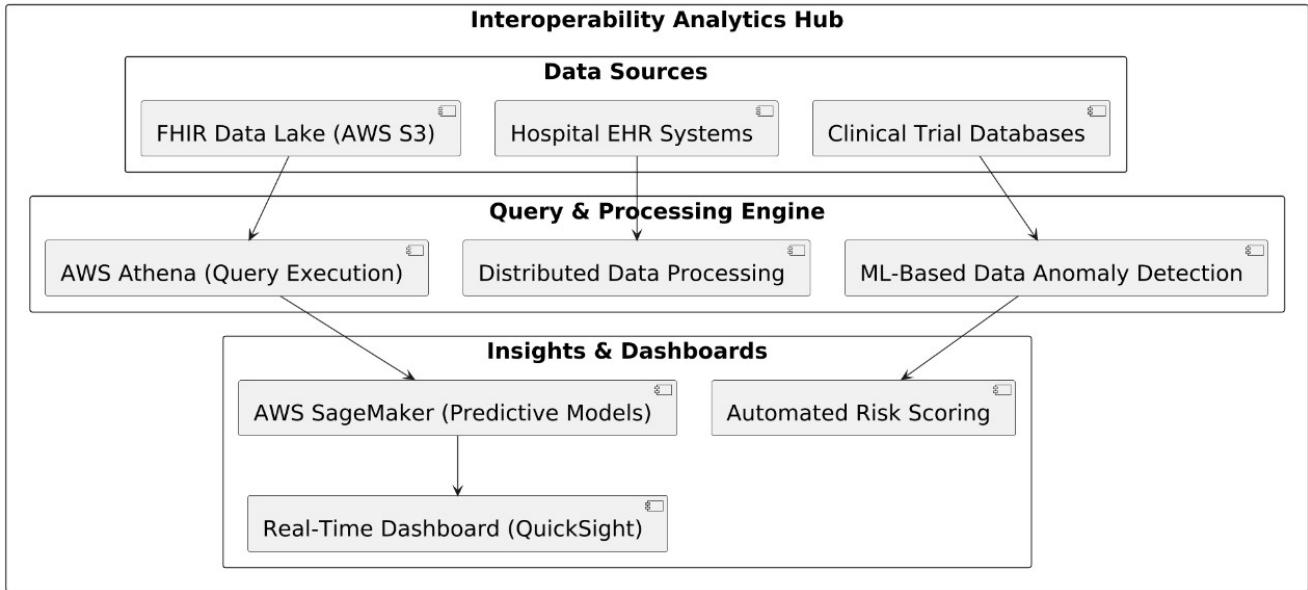 Interoperability Analytics Hub
Data Sources
FHIR Data Lake (AWS S3)
Hospital EHR Systems
Clinical Trial Databases
Query & Processing Engine
AWS Athena (Query Execution)
Distributed Data Processing
ML-Based Data Anomaly Detection
Insights & Dashboards
AWS SageMaker (Predictive Models)
Automated Risk Scoring
Real-Time Dashboard (QuickSight)